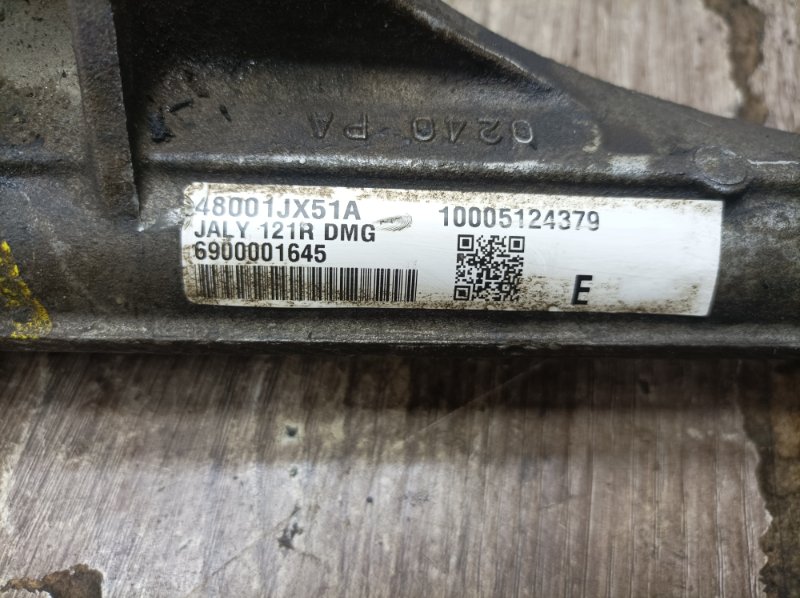 0240 PA
48001JX51A
10005124379
JALY 121R DMG
6900001645
E